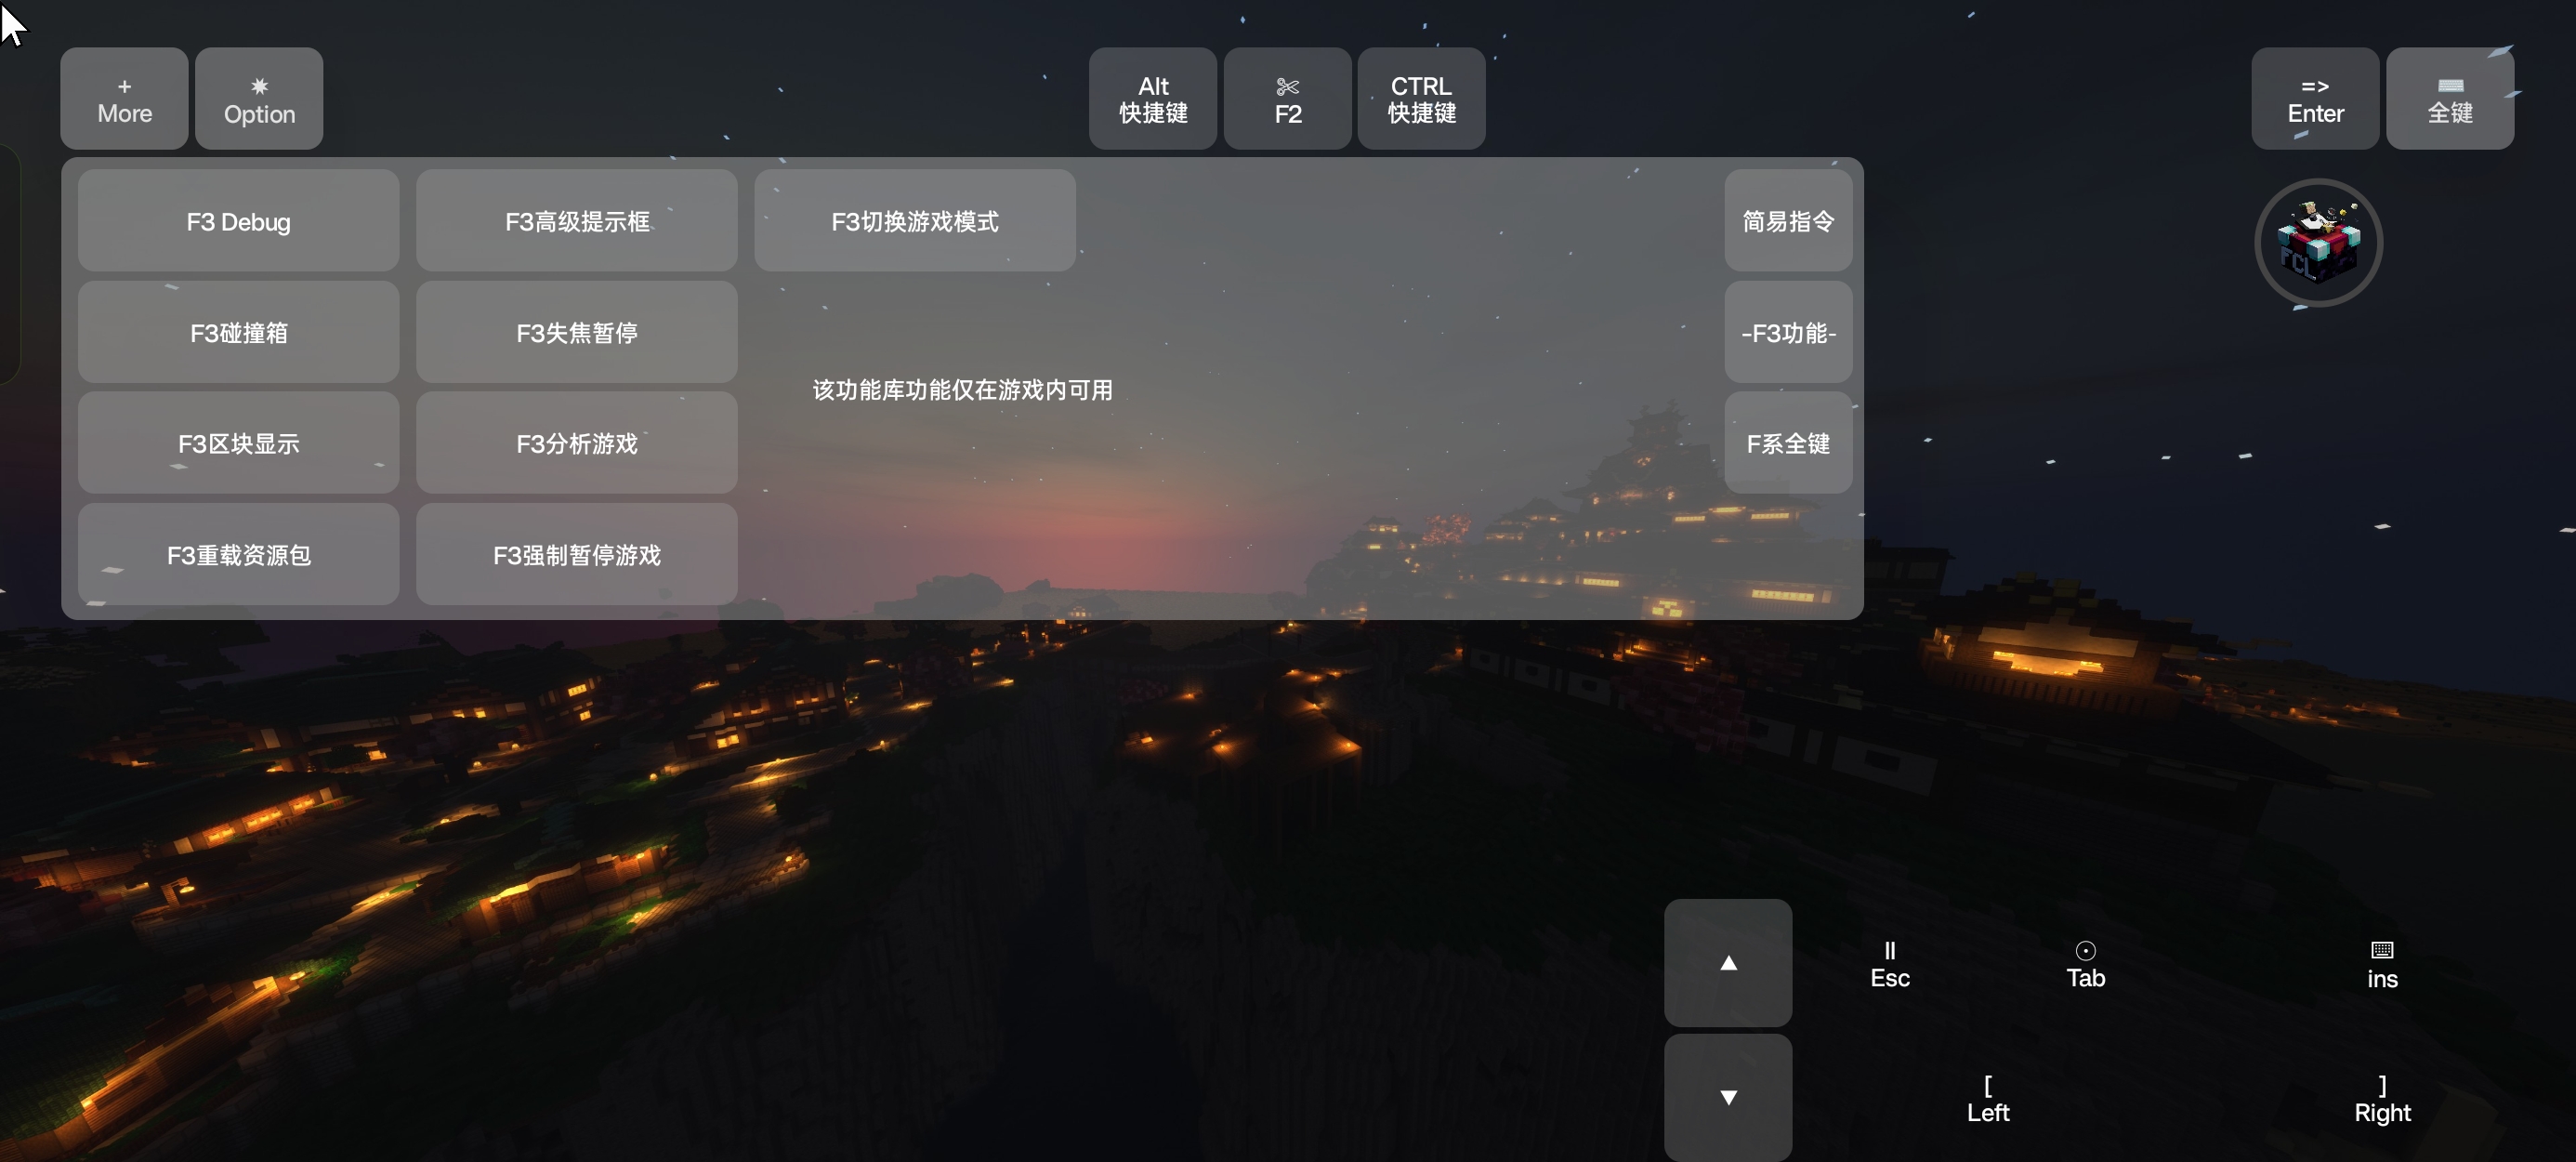 +
More
✷
Option
Alt
快捷键
✄
F2
CTRL
快捷键
=>
Enter
⌨
全键
F3 Debug
F3高级提示框
F3切换游戏模式
简易指令
F3碰撞箱
F3失焦暂停
-F3功能-
该功能库功能仅在游戏内可用
F3区块显示
F3分析游戏
F系全键
F3重载资源包
F3强制暂停游戏
FCL
▲
II
Esc
⊙
Tab
⌨
ins
▼
[
Left
]
Right